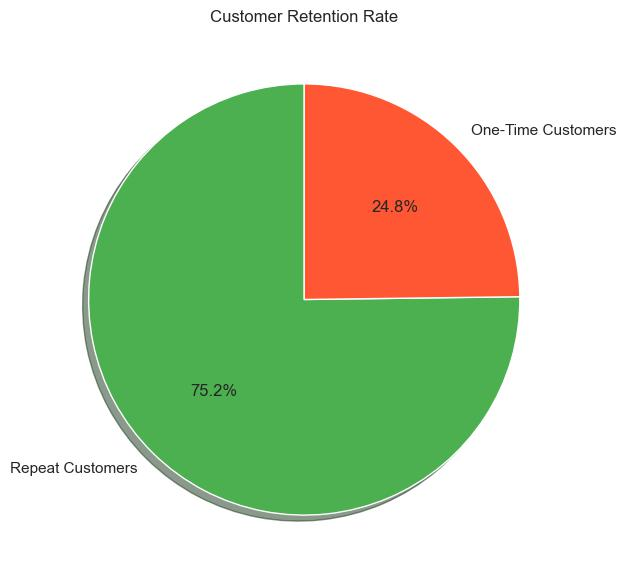 Customer Retention Rate
One-Time Customers
24.8%
75.2%
Repeat Customers